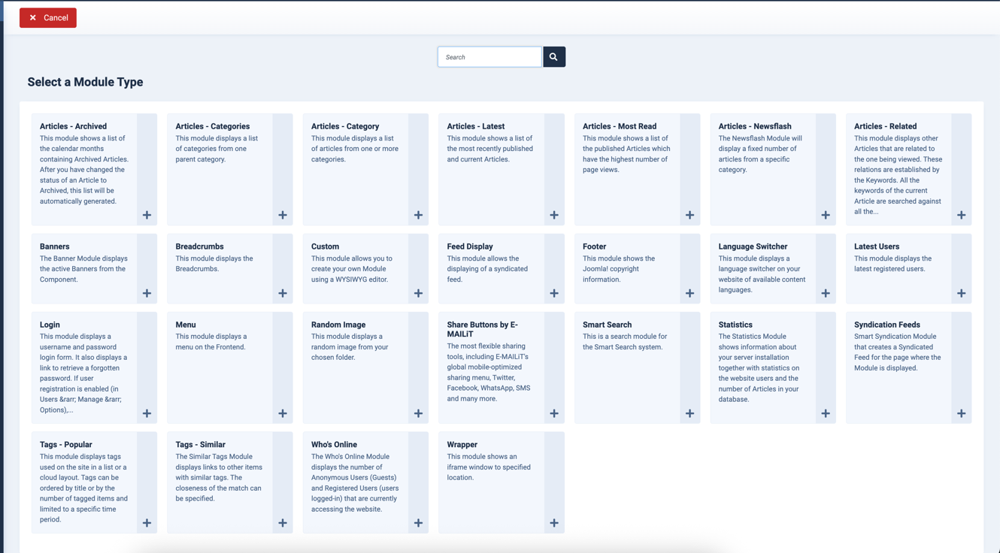 Cancel
Search
Select a Module Type
Articles - Archived
This module shows a list of
the calendar months
containing Archived Articles.
After you have changed the
status of an Article to
Archived, this list will be
automatically generated.
Articles - Categories
This module displays a list
of categories from one
parent category.
Articles - Category
This module displays a list
of articles from one or more
categories.
Articles - Latest
This module shows a list of
the most recently published
and current Articles.
Articles - Most Read
This module shows a list of
the published Articles which
have the highest number of
page views.
Articles - Newsflash
The Newsflash Module will
display a fixed number of
articles from a specific
category.
Articles - Related
This module displays other
Articles that are related to
the one being viewed. These
relations are established by
the Keywords. All the
keywords of the current
Article are searched against
all the...
Banners
The Banner Module displays
the active Banners from the
Component.
Breadcrumbs
This module displays the
Breadcrumbs.
Custom
This module allows you to
create your own Module
using a WYSIWYG editor.
Feed Display
This module allows the
displaying of a syndicated
feed.
Footer
This module shows the
Joomla! copyright
information.
Language Switcher
This module displays a
language switcher on your
website of available content
languages.
Latest Users
This module displays the
latest registered users.
Login
This module displays a
username and password
login form. It also displays a
link to retrieve a forgotten
password. If user
registration is enabled (in
Users &rarr; Manage &rarr;
Options),...
Menu
This module displays a
menu on the Frontend.
Random Image
This module displays a
random image from your
chosen folder.
Share Buttons by E-
MAILiT
The most flexible sharing
tools, including E-MAILiT's
global mobile-optimized
sharing menu, Twitter,
Facebook, WhatsApp, SMS
and many more.
Smart Search
This is a search module for
the Smart Search system.
Statistics
The Statistics Module
shows information about
your server installation
together with statistics on
the website users and the
number of Articles in your
database.
Syndication Feeds
Smart Syndication Module
that creates a Syndicated
Feed for the page where the
Module is displayed.
Tags - Popular
This module displays tags
used on the site in a list or a
cloud layout. Tags can be
ordered by title or by the
number of tagged items and
limited to a specific time
period.
Tags - Similar
The Similar Tags Module
displays links to other items
with similar tags. The
closeness of the match can
be specified.
Who's Online
The Who's Online Module
displays the number of
Anonymous Users (Guests)
and Registered Users (users
logged-in) that are currently
accessing the website.
Wrapper
This module shows an
iframe window to specified
location.